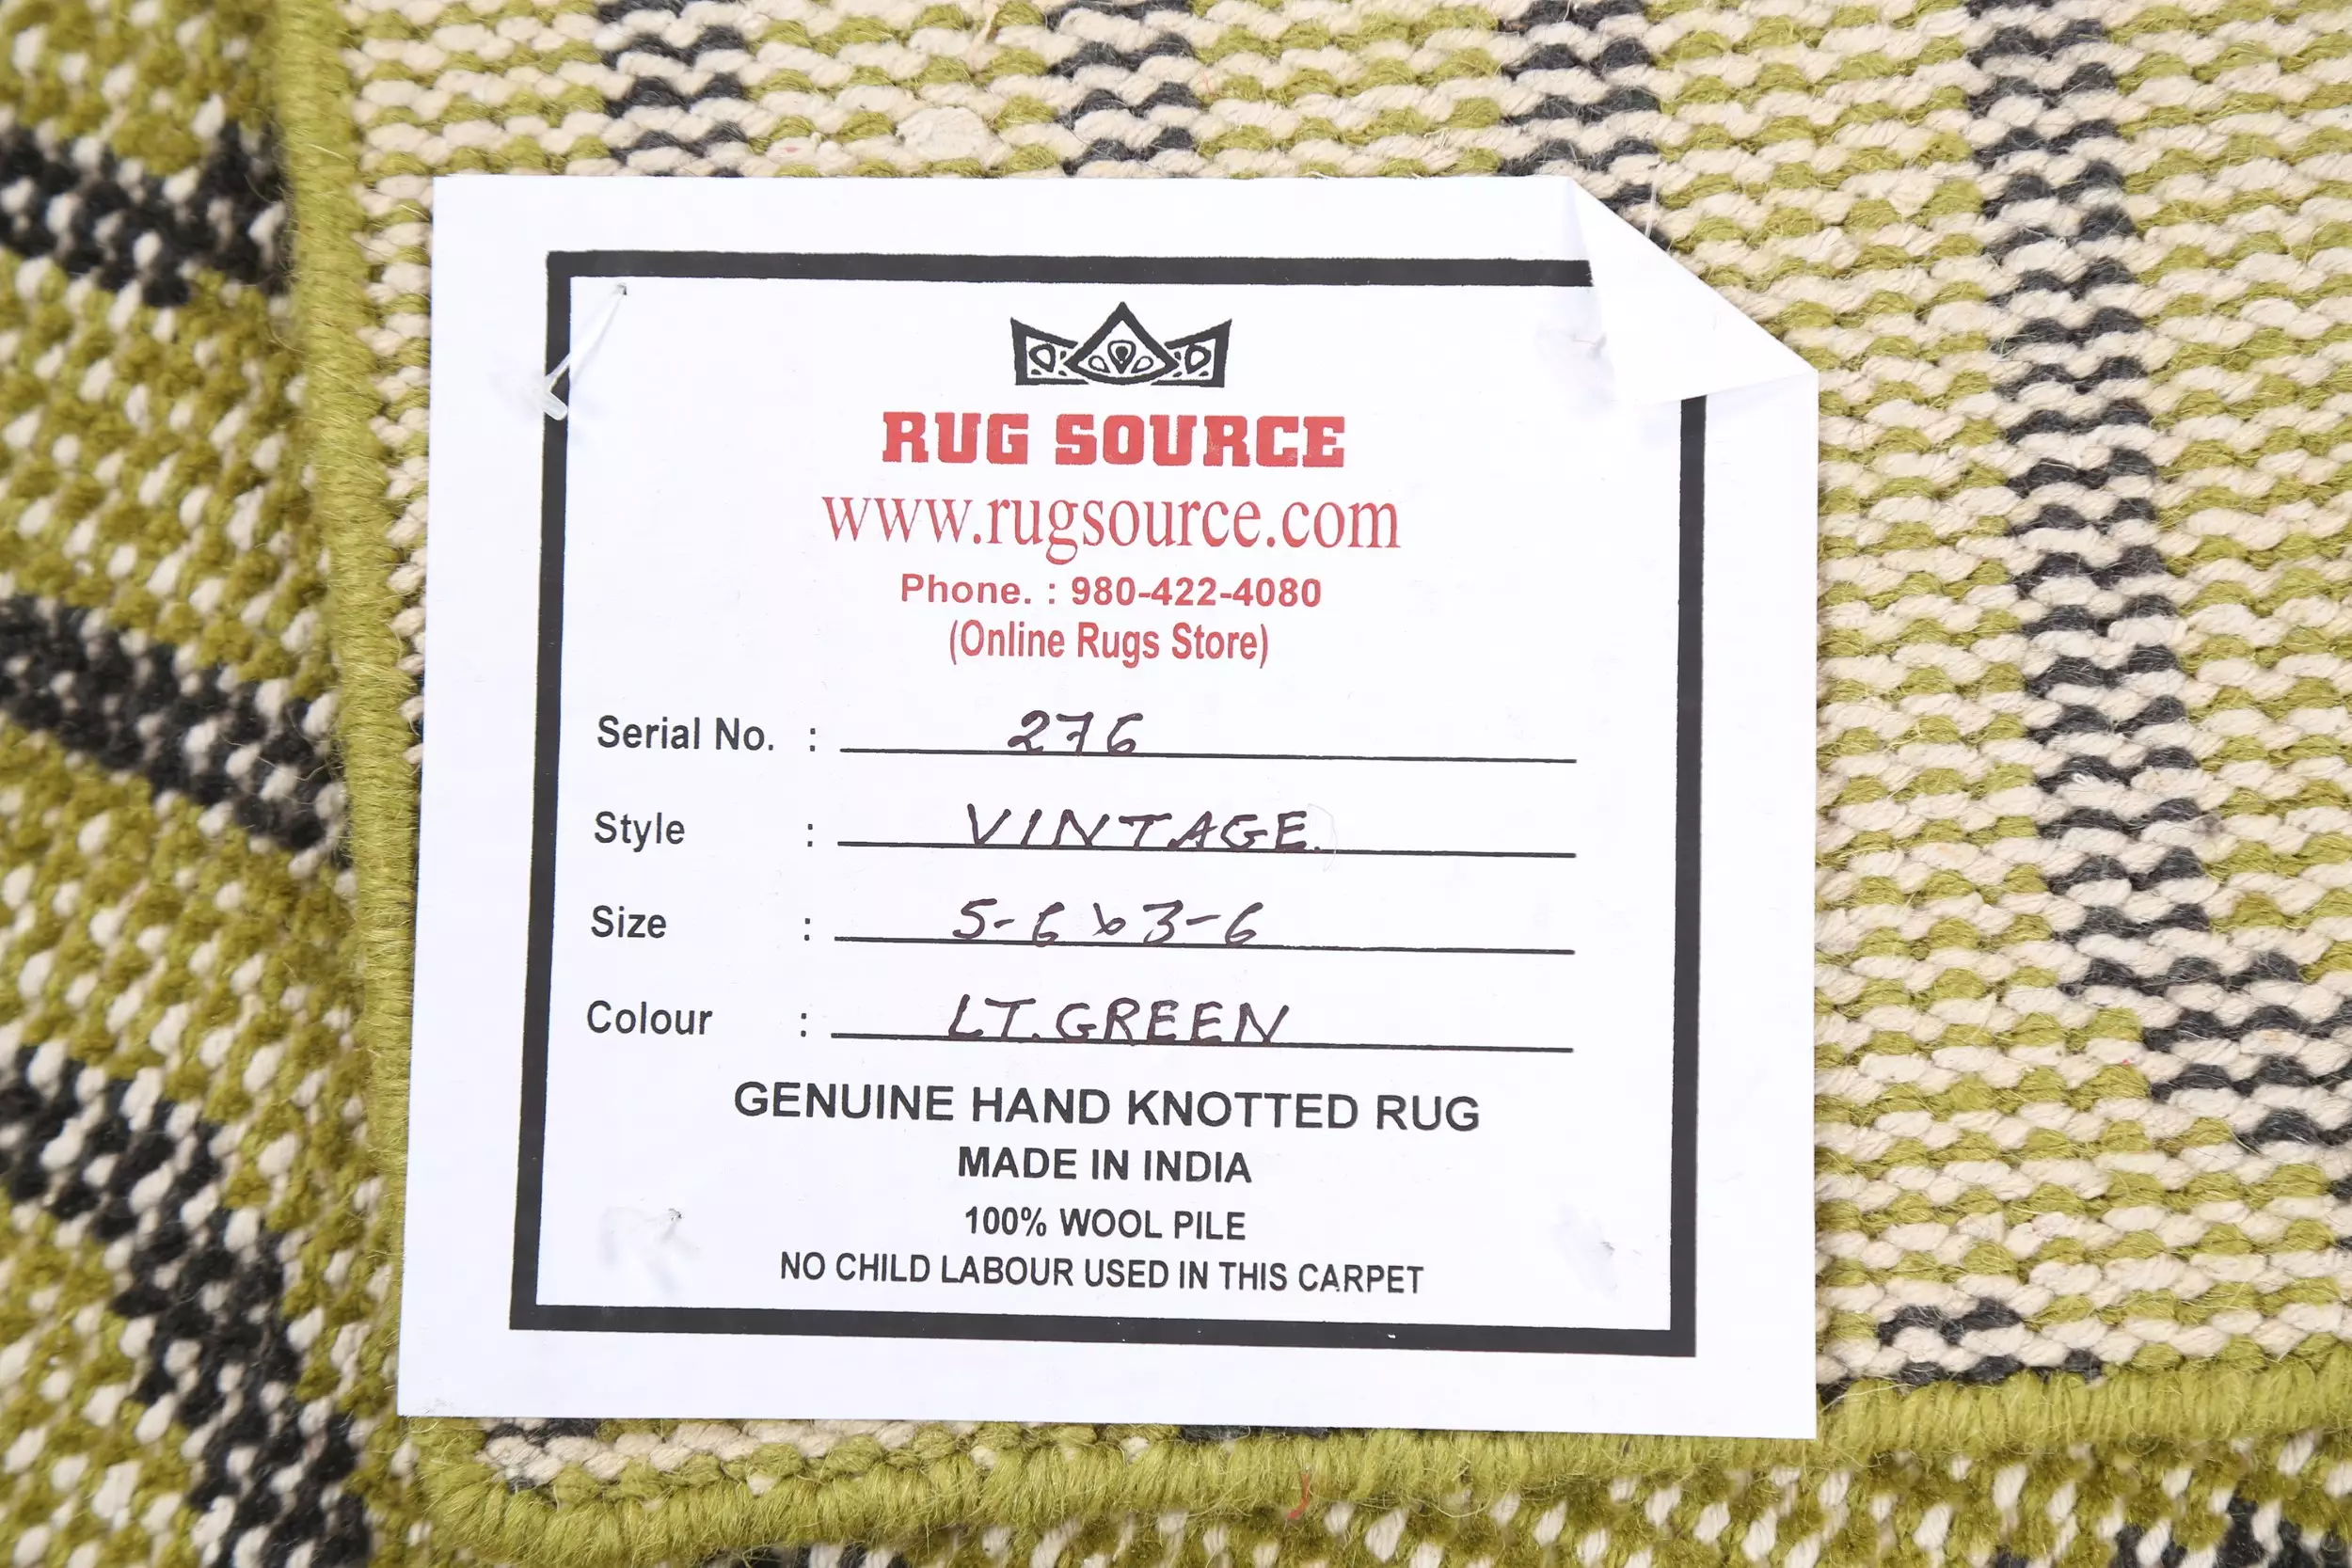 RUG SOURCE
www.rugsource.com
Phone. : 980-422-4080
(Online Rugs Store)
Serial No. : 276
Style : VINTAGE.
Size : 5-6x3-6
Colour : LT.GREEN
GENUINE HAND KNOTTED RUG
MADE IN INDIA
100% WOOL PILE
NO CHILD LABOUR USED IN THIS CARPET